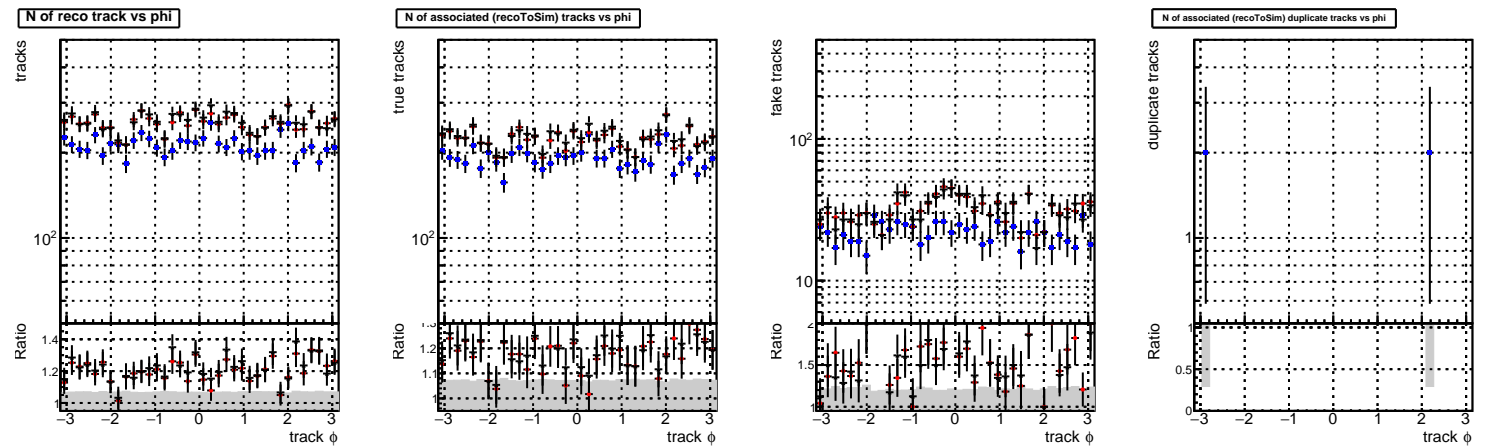 N of reco track vs phi
tracks
10²
Ratio
1.4
1.2
1
−3 −2 −1 0 1 2 3
track ϕ
N of associated (recoToSim) tracks vs phi
true tracks
10²
Ratio
1.3
1.2
1.1
1
−3 −2 −1 0 1 2 3
track ϕ
fake tracks
10²
10
Ratio
2
1.5
1
−3 −2 −1 0 1 2 3
track ϕ
N of associated (recoToSim) duplicate tracks vs phi
duplicate tracks
1
Ratio
1
0.5
0
−3 −2 −1 0 1 2 3
track ϕ